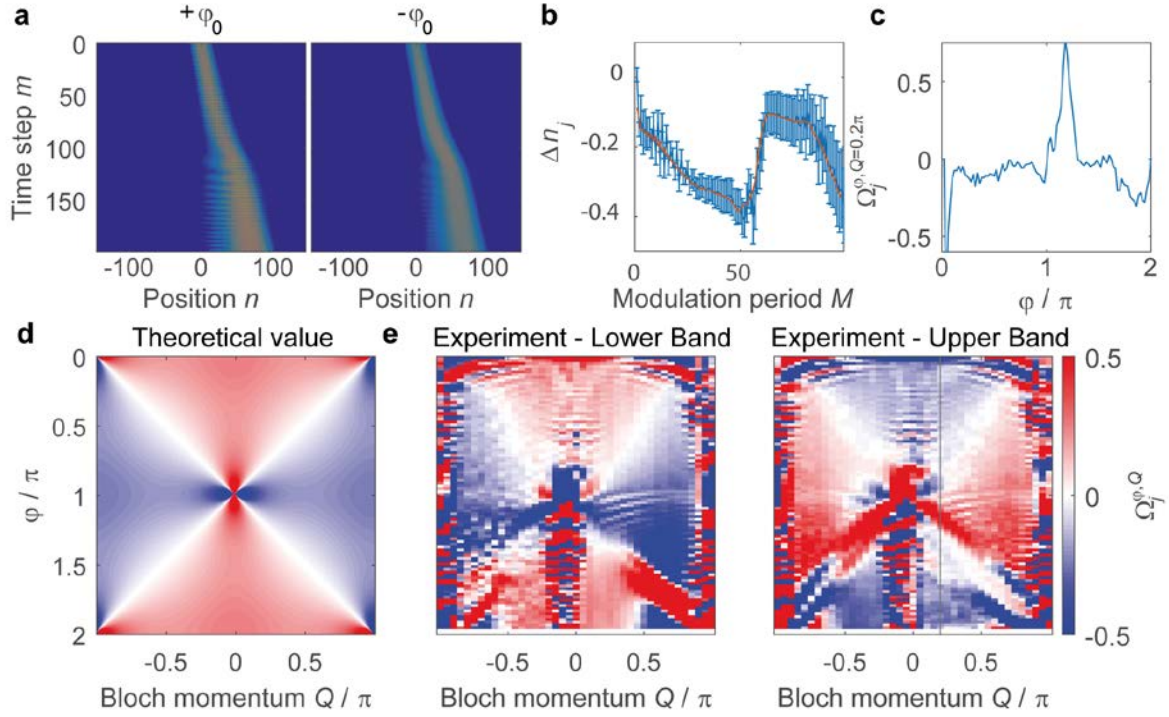 a
+φ₀
-φ₀
Time step m
0
50
100
150
-100
0
100
-100
0
100
Position n
Position n
b
Δn_j
0
-0.2
-0.4
0
50
Modulation period M
c
Ω_j^φ,Q=0.2π
0.5
0
-0.5
0
1
2
φ / π
d
Theoretical value
φ / π
0
0.5
1
1.5
2
-0.5
0
0.5
Bloch momentum Q / π
e
Experiment - Lower Band
Experiment - Upper Band
-0.5
0
0.5
-0.5
0
0.5
Bloch momentum Q / π
Bloch momentum Q / π
0.5
0
-0.5
Ω_j^φ,Q